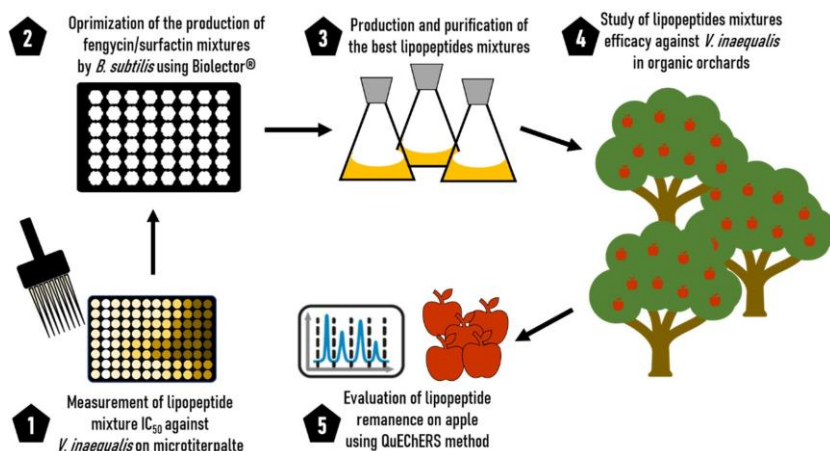 2
Oprimization of the production of
fengycin/surfactin mixtures
by B. subtilis using Biolector®
3
Production and purification of
the best lipopeptides mixtures
4
Study of lipopeptides mixtures
efficacy against V. inaequalis
in organic orchards
1
Measurement of lipopeptide
mixture IC₅₀ against
V. inaequalis on microtiterpalte
5
Evaluation of lipopeptide
remanence on apple
using QuEChERS method